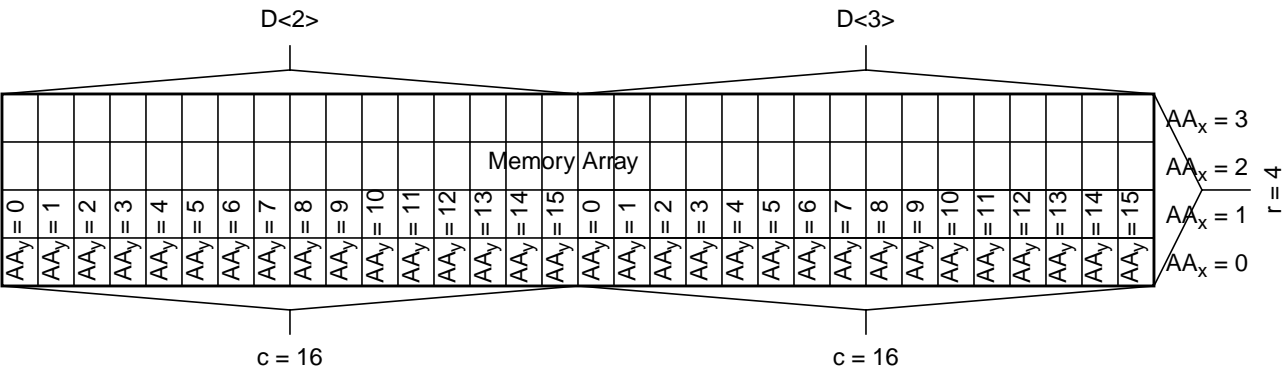 D<2> D<3>
AAₓ = 3
Memory Array AAₓ = 2
AAₓ = 1
AAₓ = 0
r = 4
AAy = 0
AAy = 1
AAy = 2
AAy = 3
AAy = 4
AAy = 5
AAy = 6
AAy = 7
AAy = 8
AAy = 9
AAy = 10
AAy = 11
AAy = 12
AAy = 13
AAy = 14
AAy = 15
AAy = 0
AAy = 1
AAy = 2
AAy = 3
AAy = 4
AAy = 5
AAy = 6
AAy = 7
AAy = 8
AAy = 9
AAy = 10
AAy = 11
AAy = 12
AAy = 13
AAy = 14
AAy = 15
c = 16 c = 16